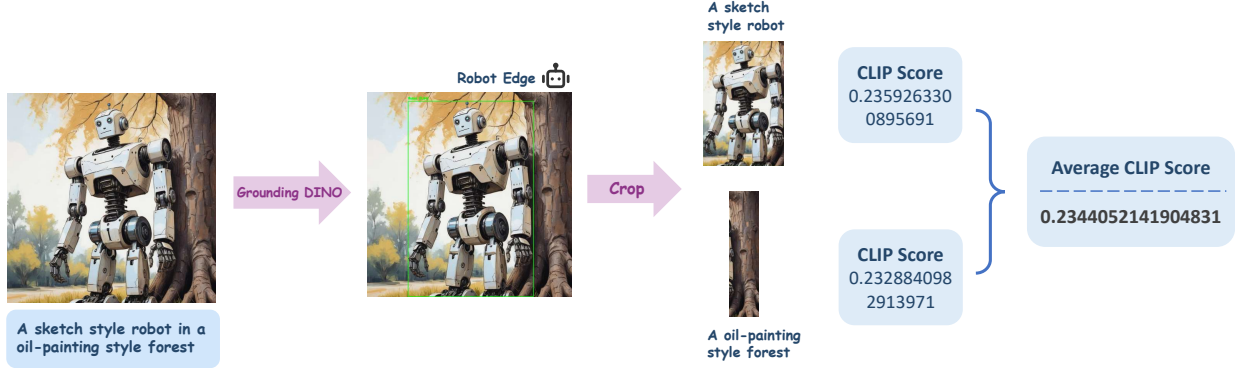 A sketch style robot in a
oil-painting style forest
Grounding DINO
Robot Edge
Crop
A sketch
style robot
A oil-painting
style forest
CLIP Score
0.235926330
0895691
CLIP Score
0.232884098
2913971
Average CLIP Score
0.2344052141904831